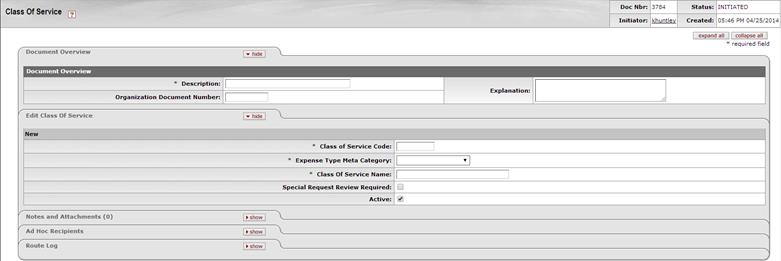 Class Of Service ?
Doc Nbr: 3784 Status: INITIATED
Initiator: khuntley Created: 05:46 PM 04/25/2014
expand all collapse all
* required field
Document Overview hide
Document Overview
* Description: Explanation:
Organization Document Number:
Edit Class Of Service hide
New
* Class of Service Code:
* Expense Type Meta Category:
* Class Of Service Name:
Special Request Review Required:
Active:
Notes and Attachments (0) show
Ad Hoc Recipients show
Route Log show